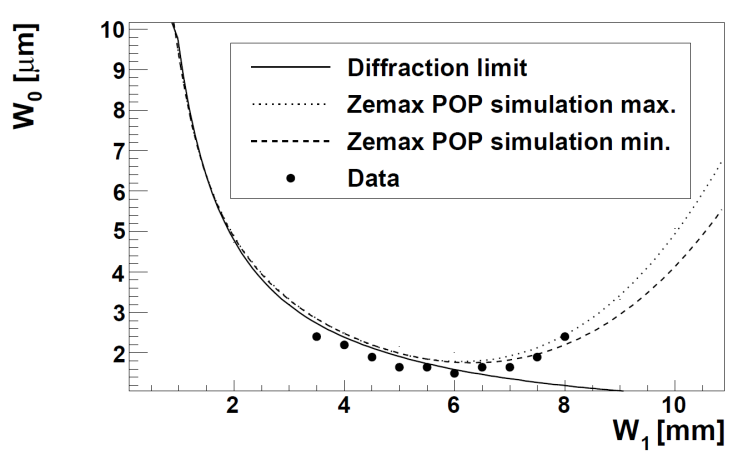 W0 [μm]
10
9
8
7
6
5
4
3
2
Diffraction limit
Zemax POP simulation max.
Zemax POP simulation min.
Data
2 4 6 8 10
W1 [mm]